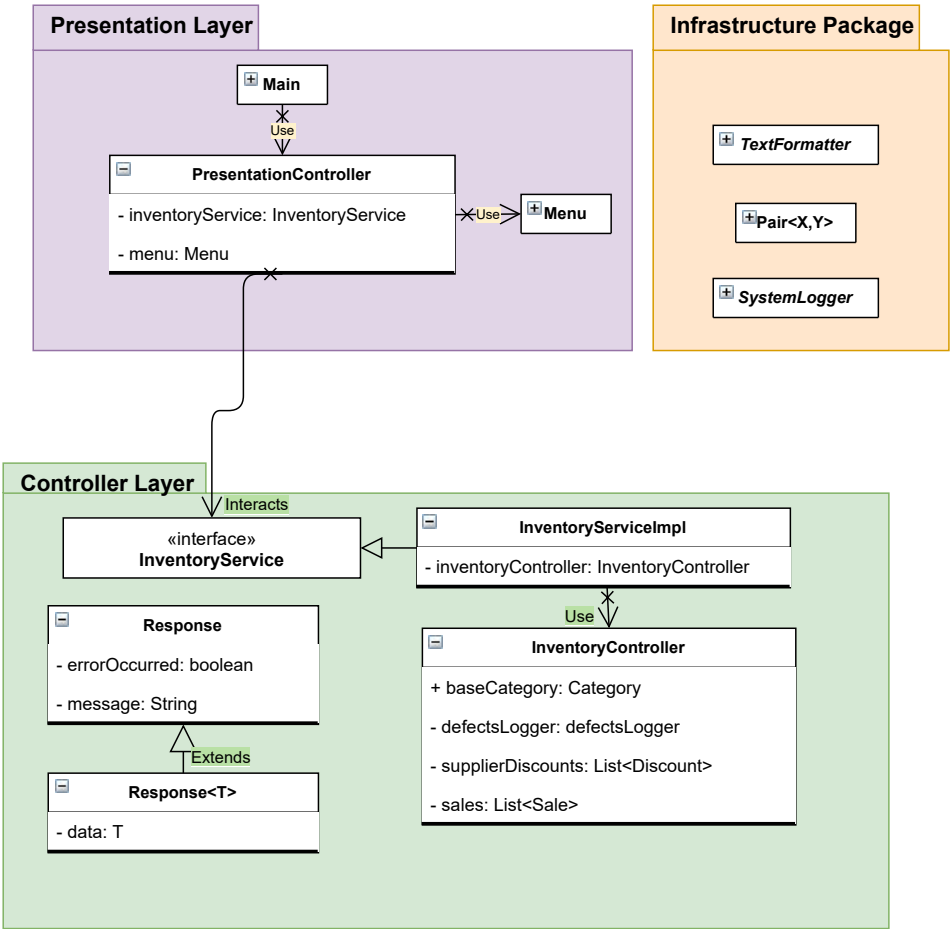 Presentation Layer
Main
Use
PresentationController
- inventoryService: InventoryService
- menu: Menu
Use
Menu
Infrastructure Package
TextFormatter
Pair<X,Y>
SystemLogger
Controller Layer
Interacts
«interface»
InventoryService
InventoryServiceImpl
- inventoryController: InventoryController
Use
Response
- errorOccurred: boolean
- message: String
Extends
Response<T>
- data: T
InventoryController
+ baseCategory: Category
- defectsLogger: defectsLogger
- supplierDiscounts: List<Discount>
- sales: List<Sale>